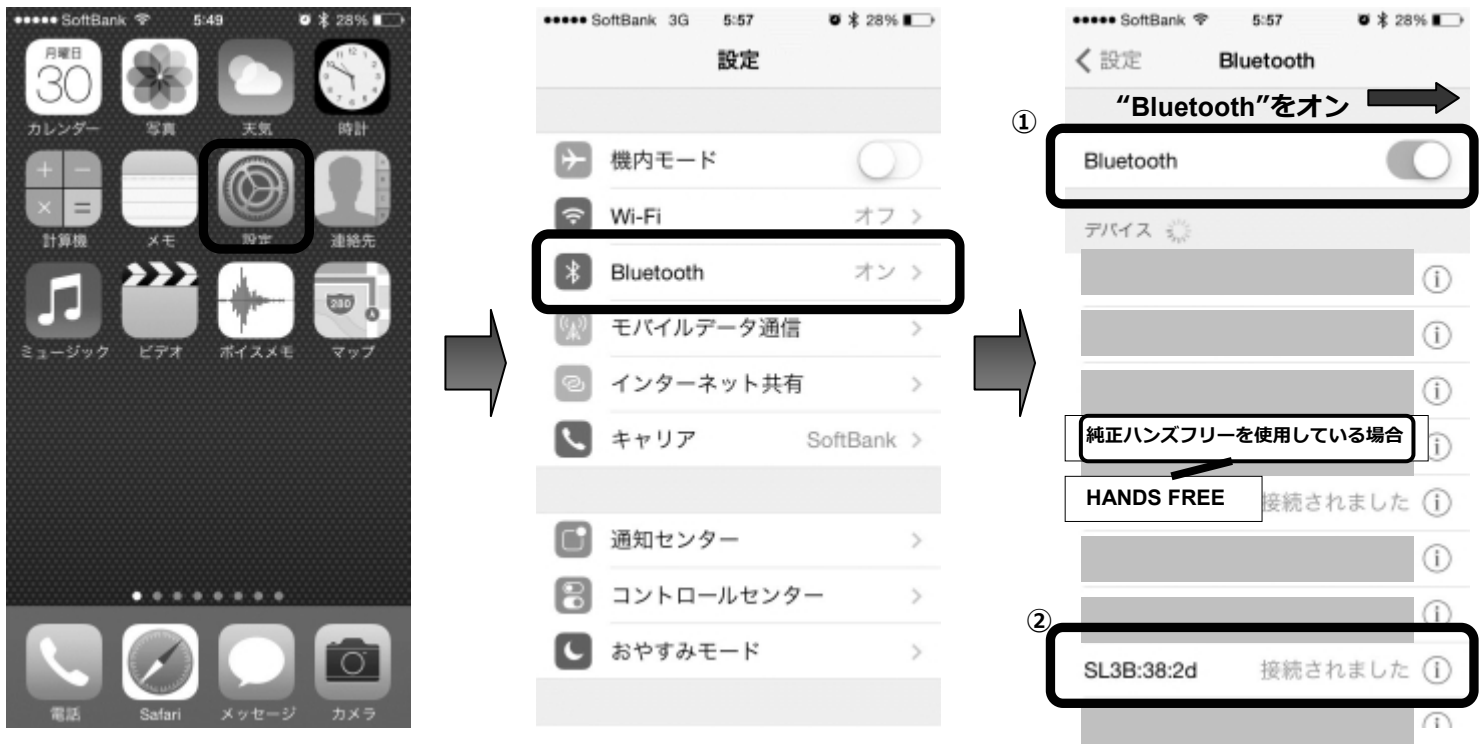 ●●●●● SoftBank 5:49 28%
月曜日
30
カレンダー 写真 天気 時計
計算機 メモ 設定 連絡先
280
ミュージック ビデオ ボイスメモ マップ
電話 Safari メッセージ カメラ
●●●●● SoftBank 3G 5:57 28%
設定
機内モード
Wi-Fi オフ >
Bluetooth オン >
モバイルデータ通信 >
インターネット共有 >
キャリア SoftBank >
通知センター >
コントロールセンター >
おやすみモード >
●●●●● SoftBank 5:57 28%
< 設定 Bluetooth
“Bluetooth”をオン
①
Bluetooth
デバイス
純正ハンズフリーを使用している場合
HANDS FREE 接続されました
②
SL3B:38:2d 接続されました